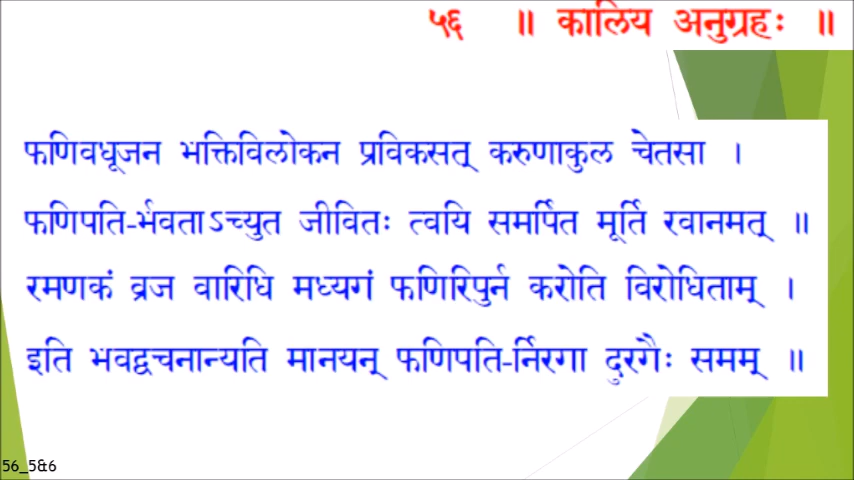 ५६ ॥ कालिय अनुग्रहः ॥
फणिवधूजन भक्तिविलोकन प्रविकसत् करुणाकुल चेतसा ।
फणिपति-र्भवताऽच्युत जीवितः त्वयि समर्पित मूर्ति रवानमत् ॥
रमणकं व्रज वारिधि मध्यगं फणिरिपुर्न करोति विरोधिताम् ।
इति भवद्वचनान्यति मानयन् फणिपति-र्निरगा दुरगैः समम् ॥
56_5&6